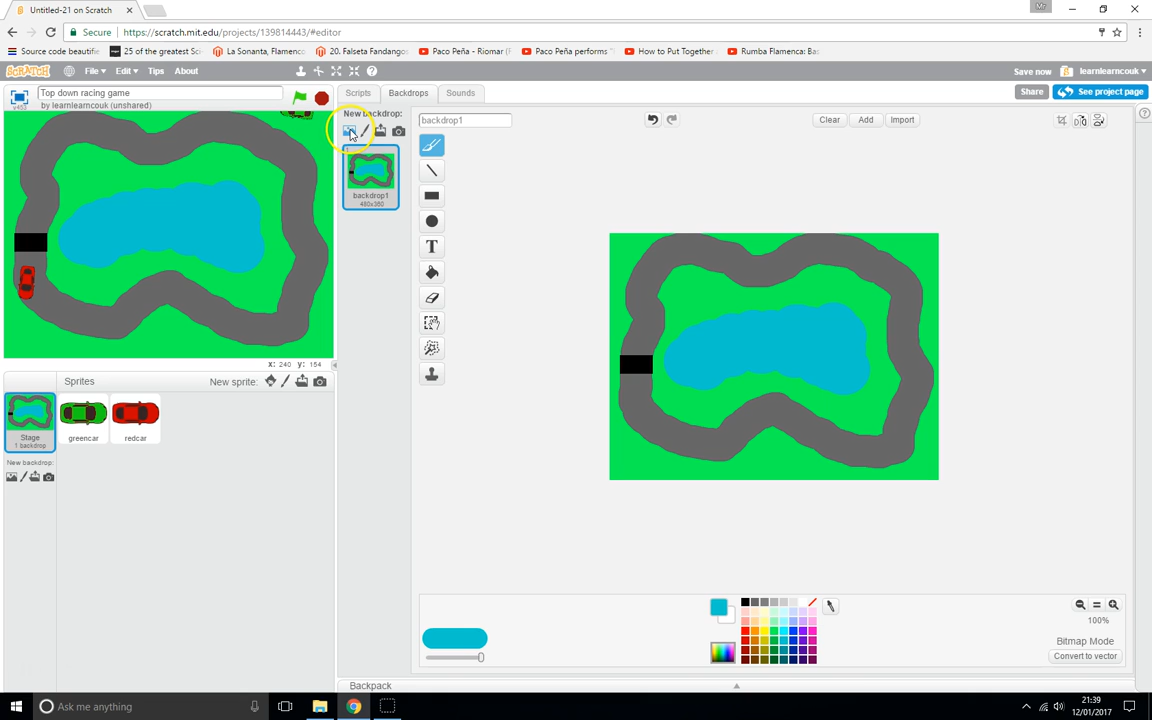 Untitled-21 on Scratch
Mr
Secure
https://scratch.mit.edu/projects/139814443/#editor
Source code beautifie
25 of the greatest Sc
La Sonanta, Flamenco
20. Falseta Fandangos
Paco Peña - Riomar (F
Paco Peña performs "
How to Put Together
Rumba Flamenca: Bas
SCRATCH
File
Edit
Tips
About
Save now
learnlearncouk
v453
Top down racing game
by learnlearncouk (unshared)
Scripts
Backdrops
Sounds
Share
See project page
New backdrop:
backdrop1
Clear
Add
Import
backdrop1
480x360
T
x: 240 y: 154
Sprites
New sprite:
Stage
1 backdrop
greencar
redcar
New backdrop:
100%
Bitmap Mode
Convert to vector
Backpack
Ask me anything
21:39
12/01/2017